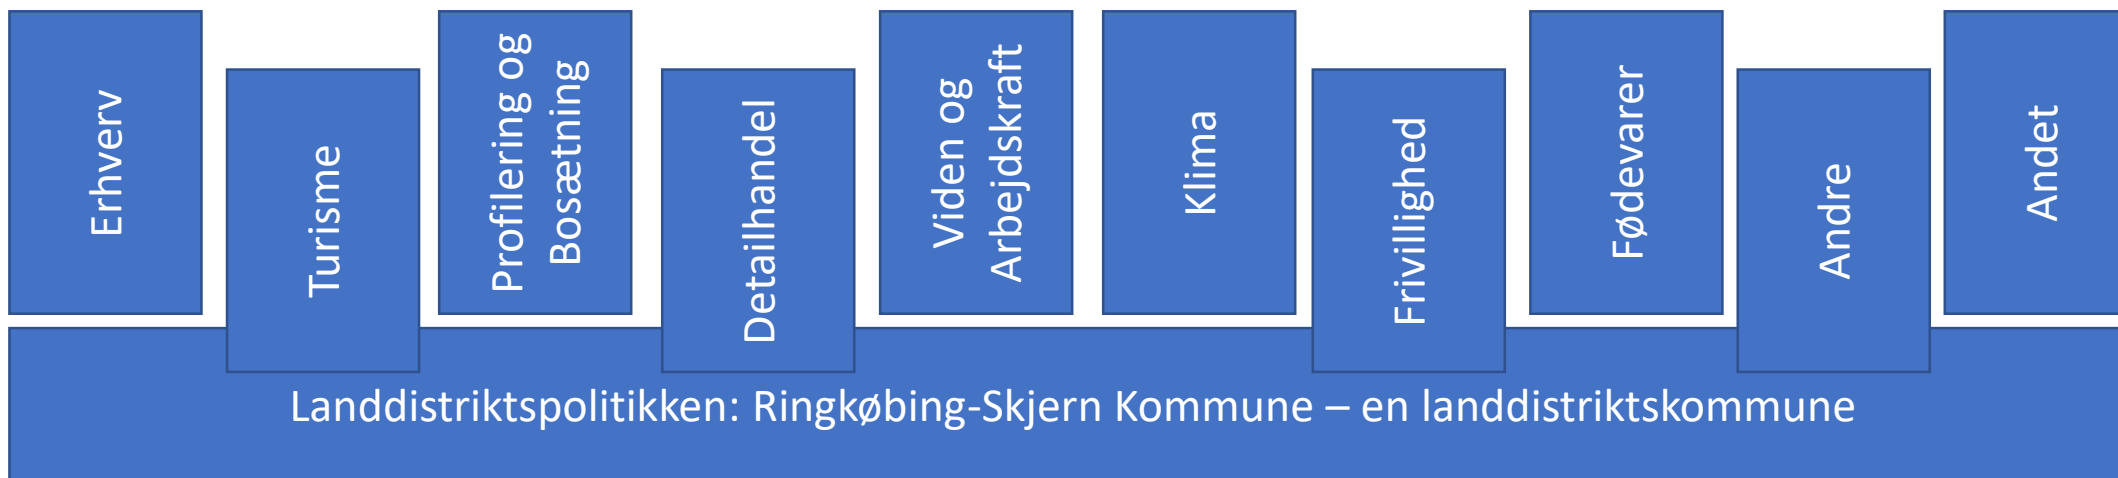 Erhverv
Turisme
Profilering og
Bosætning
Detailhandel
Viden og
Arbejdskraft
Klima
Frivillighed
Fødevarer
Andre
Andet
Landdistriktspolitikken: Ringkøbing-Skjern Kommune – en landdistriktskommune